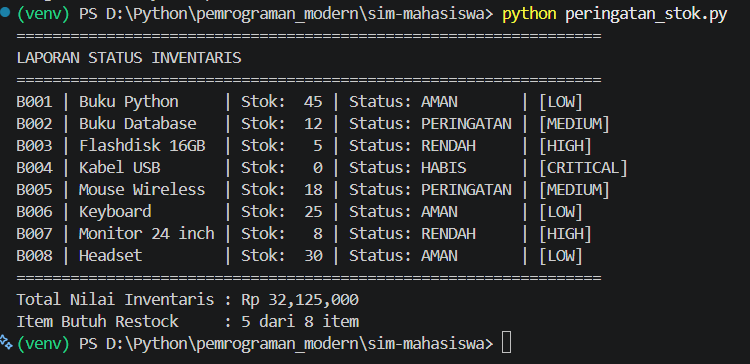 (venv) PS D:\Python\pemrograman_modern\sim-mahasiswa> python peringatan_stok.py
=================================================================
LAPORAN STATUS INVENTARIS
=================================================================
B001 | Buku Python     | Stok:  45 | Status: AMAN       | [LOW]
B002 | Buku Database   | Stok:  12 | Status: PERINGATAN | [MEDIUM]
B003 | Flashdisk 16GB  | Stok:   5 | Status: RENDAH     | [HIGH]
B004 | Kabel USB       | Stok:   0 | Status: HABIS      | [CRITICAL]
B005 | Mouse Wireless  | Stok:  18 | Status: PERINGATAN | [MEDIUM]
B006 | Keyboard        | Stok:  25 | Status: AMAN       | [LOW]
B007 | Monitor 24 inch | Stok:   8 | Status: RENDAH     | [HIGH]
B008 | Headset         | Stok:  30 | Status: AMAN       | [LOW]
=================================================================
Total Nilai Inventaris : Rp 32,125,000
Item Butuh Restock     : 5 dari 8 item
(venv) PS D:\Python\pemrograman_modern\sim-mahasiswa>